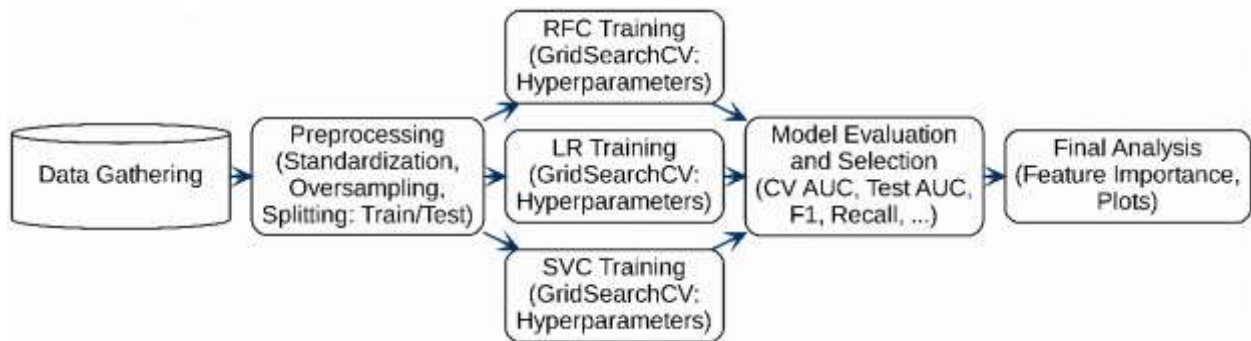 Data Gathering
Preprocessing
(Standardization,
Oversampling,
Splitting: Train/Test)
RFC Training
(GridSearchCV:
Hyperparameters)
LR Training
(GridSearchCV:
Hyperparameters)
SVC Training
(GridSearchCV:
Hyperparameters)
Model Evaluation
and Selection
(CV AUC, Test AUC,
F1, Recall, ...)
Final Analysis
(Feature Importance,
Plots)